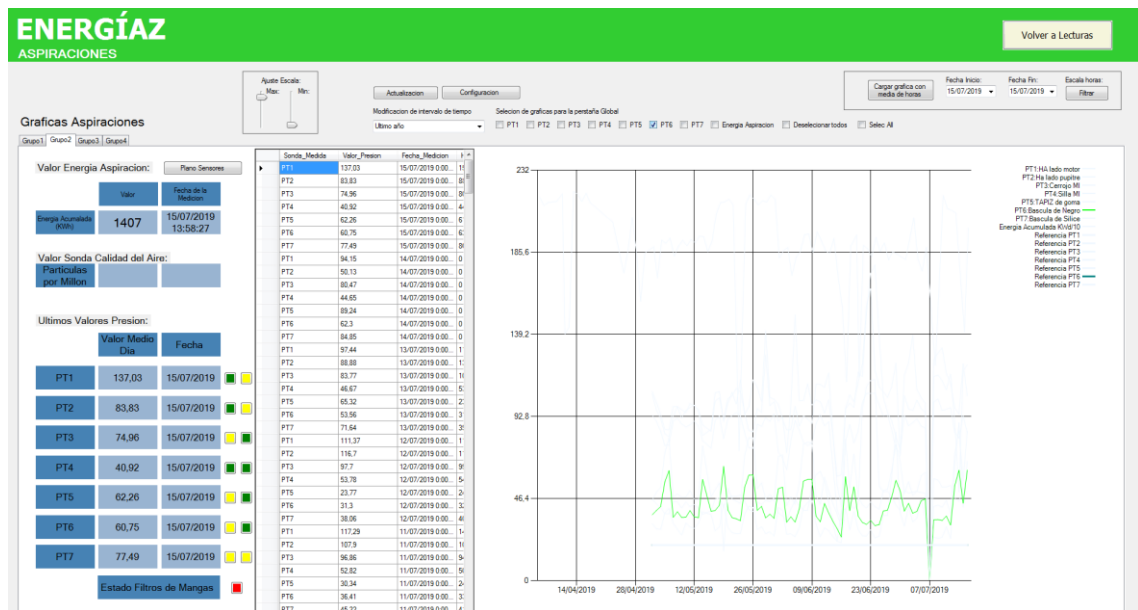 ENERGÍAZ
ASPIRACIONES
Volver a Lecturas
Ajuste Escala:
Max: Min:
Actualizacion Configuracion
Cargar grafica con media de horas
Fecha Inicio: Fecha Fin: Escala horas:
15/07/2019 15/07/2019 Filtrar
Modificacion de intervalo de tiempo
Ultimo año
Selecion de graficas para la perstaña Global
PT1 PT2 PT3 PT4 PT5 PT6 PT7 Energia Aspiracion Deselecionar todos Selec All
Graficas Aspiraciones
Grupo1 Grupo2 Grupo3 Grupo4
Valor Energia Aspiracion: Plano Sensores
Valor Fecha de la Medicion
Energia Acumalada (KWh) 1407 15/07/2019 13:58:27
Valor Sonda Calidad del Aire:
Particulas por Millon
Ultimos Valores Presion:
Valor Medio Día Fecha
PT1 137,03 15/07/2019
PT2 83,83 15/07/2019
PT3 74,96 15/07/2019
PT4 40,92 15/07/2019
PT5 62,26 15/07/2019
PT6 60,75 15/07/2019
PT7 77,49 15/07/2019
Estado Filtros de Mangas
Sonda_Medida Valor_Presion Fecha_Medicion
PT1 137,03 15/07/2019 0:00...
PT2 83,83 15/07/2019 0:00...
PT3 74,96 15/07/2019 0:00...
PT4 40,92 15/07/2019 0:00...
PT5 62,26 15/07/2019 0:00...
PT6 60,75 15/07/2019 0:00...
PT7 77,49 15/07/2019 0:00...
PT1 94,15 14/07/2019 0:00...
PT2 50,13 14/07/2019 0:00...
PT3 80,47 14/07/2019 0:00...
PT4 44,65 14/07/2019 0:00...
PT5 89,24 14/07/2019 0:00...
PT6 62,3 14/07/2019 0:00...
PT7 84,85 14/07/2019 0:00...
PT1 97,44 13/07/2019 0:00...
PT2 88,88 13/07/2019 0:00...
PT3 83,77 13/07/2019 0:00...
PT4 46,67 13/07/2019 0:00...
PT5 65,32 13/07/2019 0:00...
PT6 53,56 13/07/2019 0:00...
PT7 71,64 13/07/2019 0:00...
PT1 111,37 12/07/2019 0:00...
PT2 116,7 12/07/2019 0:00...
PT3 97,7 12/07/2019 0:00...
PT4 53,78 12/07/2019 0:00...
PT5 23,77 12/07/2019 0:00...
PT6 31,3 12/07/2019 0:00...
PT7 38,06 12/07/2019 0:00...
PT1 117,29 11/07/2019 0:00...
PT2 107,9 11/07/2019 0:00...
PT3 96,86 11/07/2019 0:00...
PT4 52,82 11/07/2019 0:00...
PT5 30,34 11/07/2019 0:00...
PT6 36,41 11/07/2019 0:00...
232
185,6
139,2
92,8
46,4
0
14/04/2019 28/04/2019 12/05/2019 26/05/2019 09/06/2019 23/06/2019 07/07/2019
PT1:HA lado motor
PT2:Ha lado pupitre
PT3:Cerrojo MI
PT4:Silla MI
PT5:TAPIZ de goma
PT6:Bascula de Negro
PT7:Bascula de Silice
Energia Acumulada KWd/10
Referencia PT1
Referencia PT2
Referencia PT3
Referencia PT4
Referencia PT5
Referencia PT6
Referencia PT7